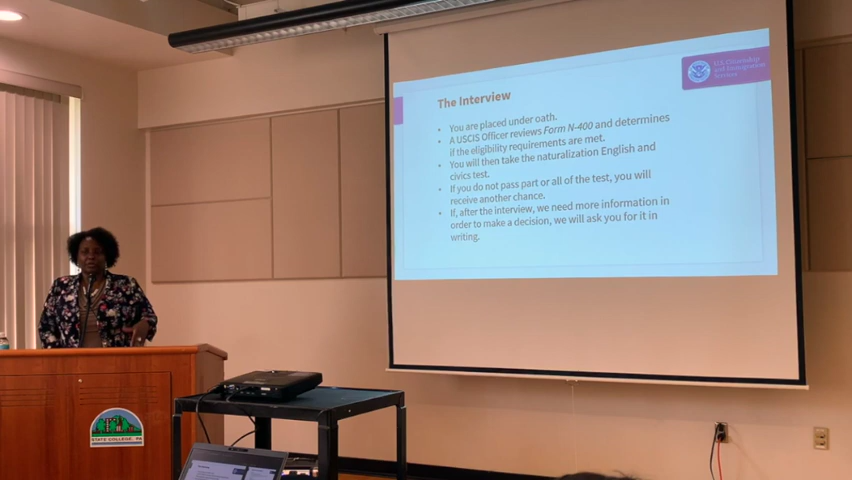 U.S. Citizenship
and Immigration
Services
The Interview
• You are placed under oath.
• A USCIS Officer reviews Form N-400 and determines
if the eligibility requirements are met.
• You will then take the naturalization English and
civics test.
• If you do not pass part or all of the test, you will
receive another chance.
• If, after the interview, we need more information in
order to make a decision, we will ask you for it in
writing.
STATE COLLEGE, PA